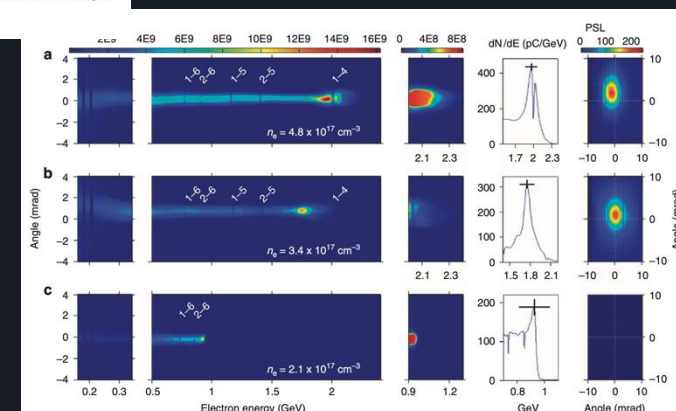 PSL
4E9 6E9 8E9 10E9 12E9 14E9 16E9 0 4E8 8E8 dN/dE (pC/GeV) 0 100 200
a
4 2 0 −2 −4
1–6 2–6 1–5 2–5 1–4
nₑ = 4.8 x 10¹⁷ cm⁻³
400 200 0
10 0 −10
2.1 2.3 1.7 2 2.3 −10 0 10
b
4 2 0 −2 −4
1–6 2–6 1–5 2–5 1–4
nₑ = 3.4 x 10¹⁷ cm⁻³
300 200 100 0
10 0 −10
Angle (mrad)
2.1 2.3 1.5 1.8 2.1 −10 0 10
c
4 2 0 −2 −4
1–6 2–6
nₑ = 2.1 x 10¹⁷ cm⁻³
200 100 0
10 0 −10
0.2 0.3 0.5 1 1.5 2 0.9 1.2 0.8 1 −10 0 10
Electron energy (GeV) GeV Angle (mrad)